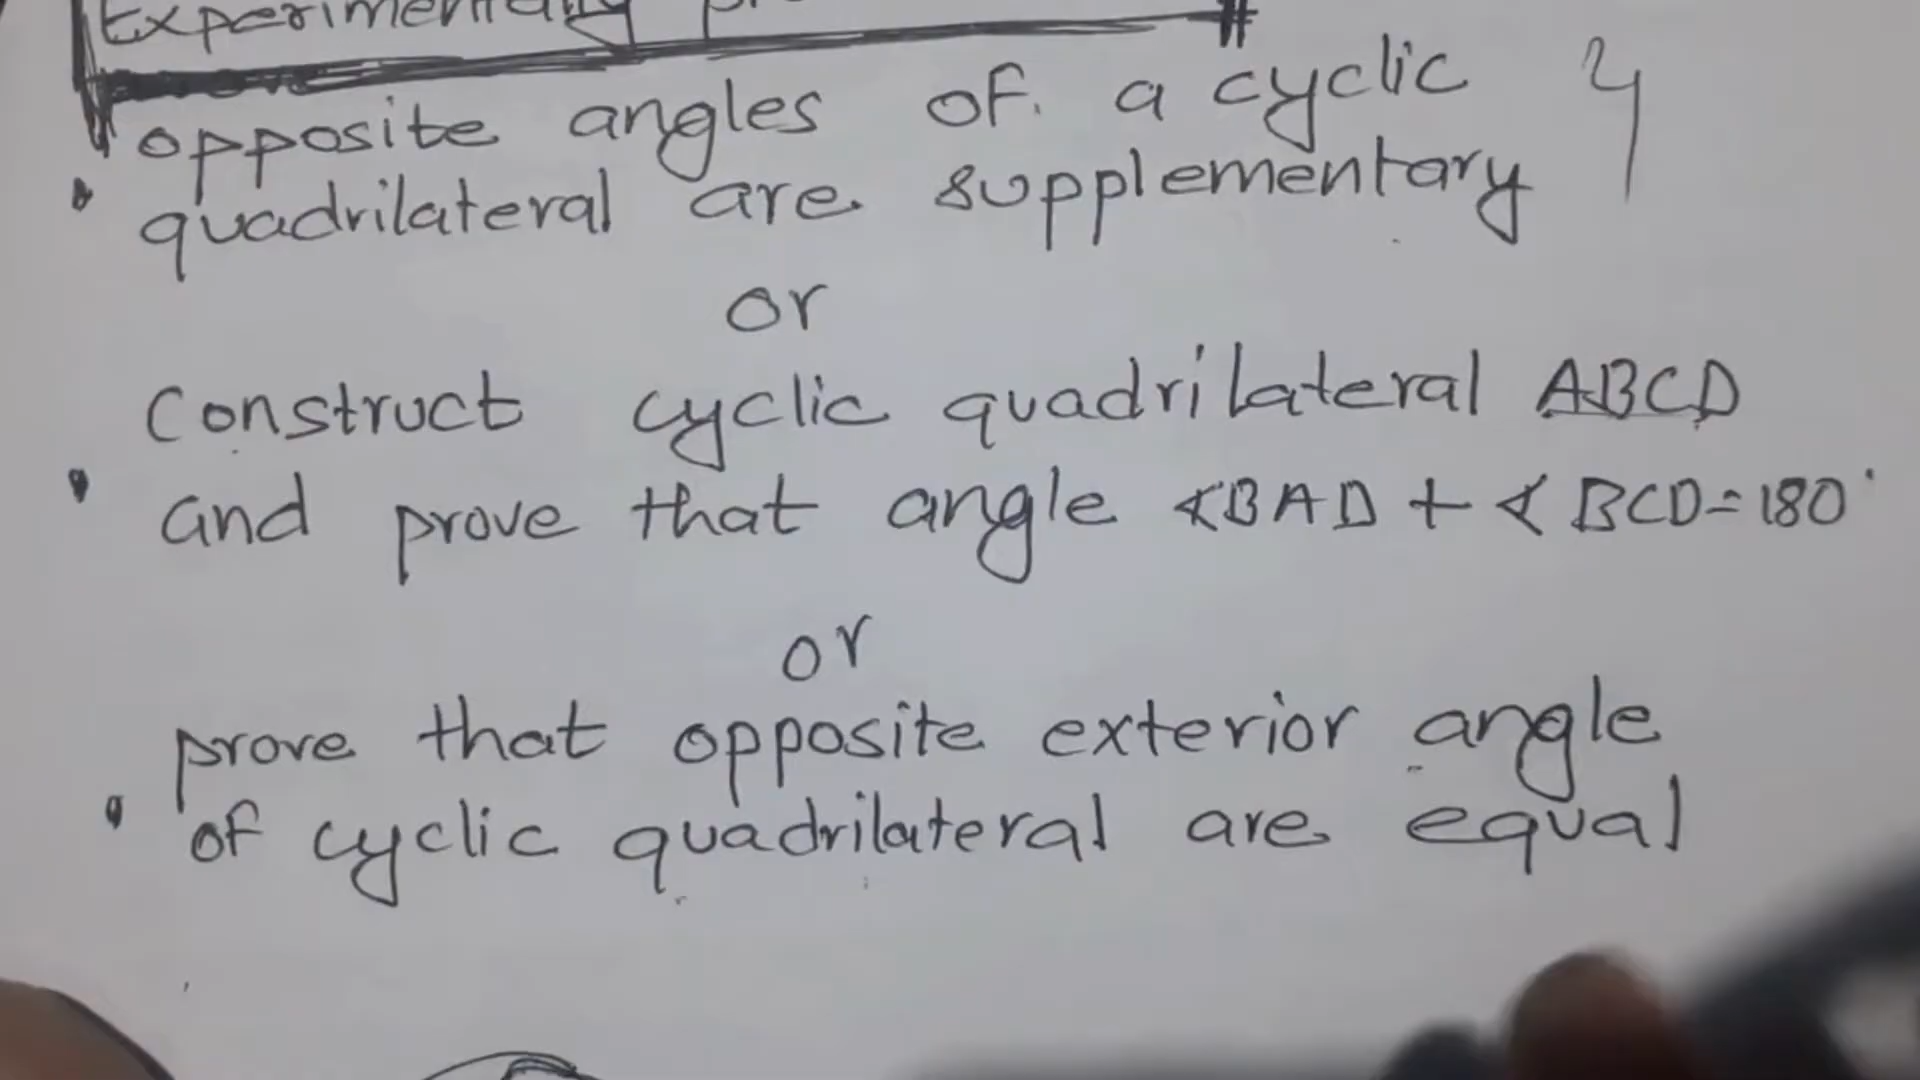 Experimentally
opposite angles of a cyclic
quadrilateral are supplementary
or
Construct cyclic quadrilateral ABCD
and prove that angle ∢BAD + ∢BCD=180°
or
prove that opposite exterior angle
of cyclic quadrilateral are equal